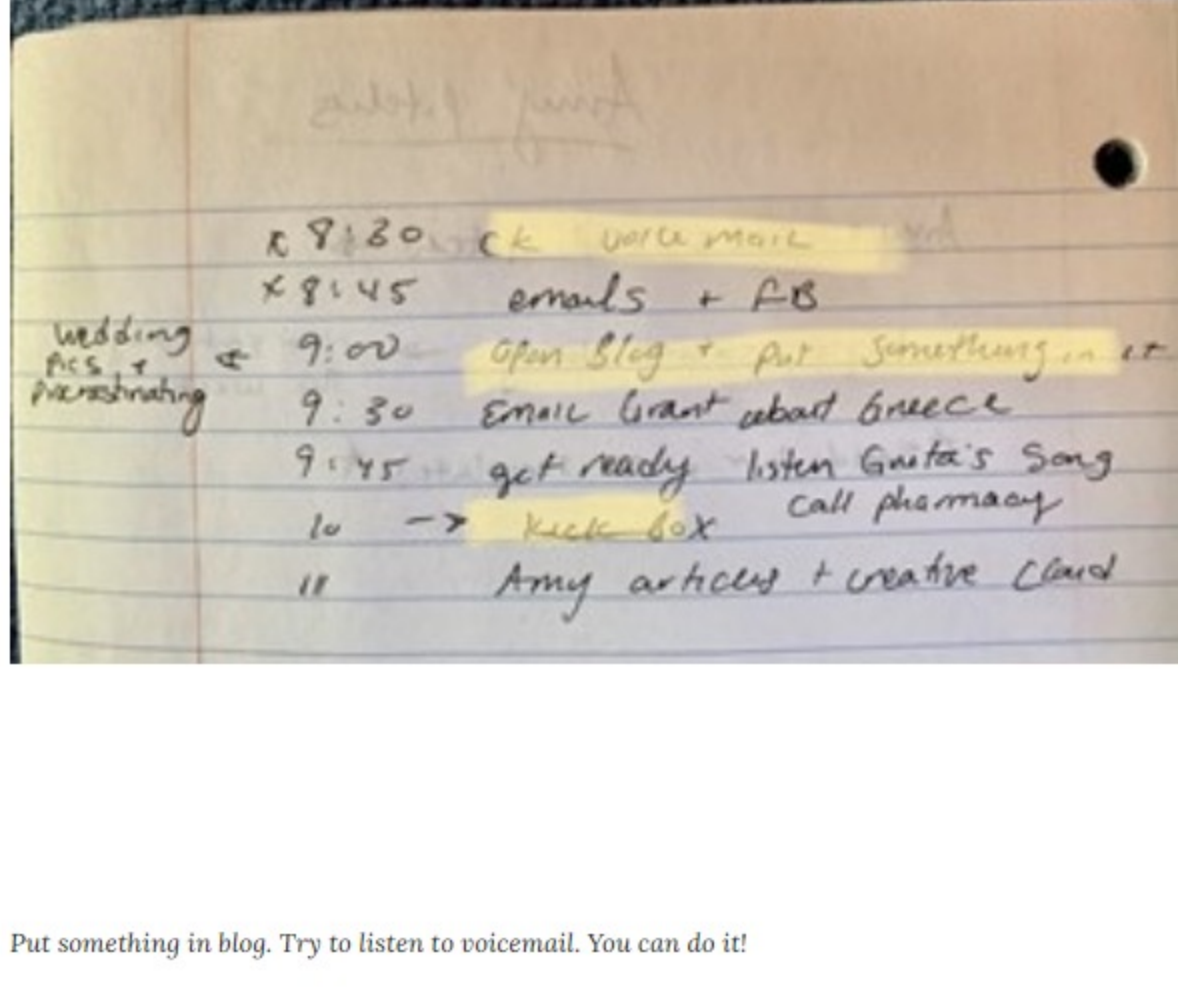 x 8:30 ck voice mail
x 8:45 emails + FB
wedding
pics +
procrastinating
9:00 Open Blog + put something in it
9:30 Email Grant about Greece
9:45 get ready listen Song
call pharmacy
10 -> kick box
11 Amy articles + creative Cloud
Put something in blog. Try to listen to voicemail. You can do it!